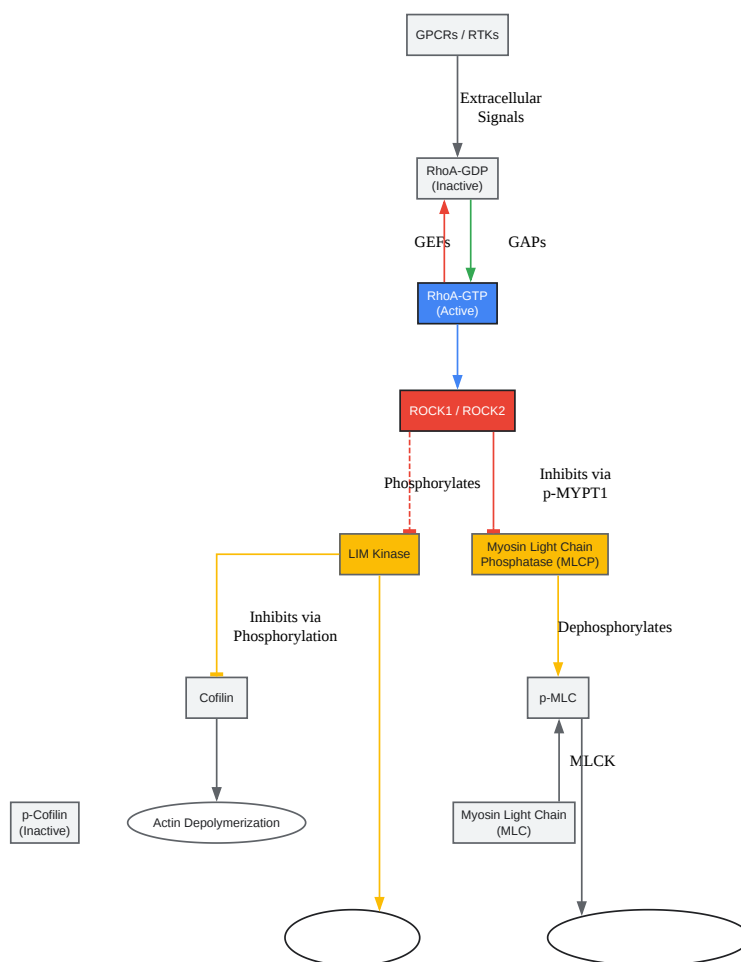 GPCRs / RTKs
Extracellular
Signals
RhoA-GDP
(Inactive)
GEFs
GAPs
RhoA-GTP
(Active)
ROCK1 / ROCK2
Phosphorylates
Inhibits via
p-MYPT1
LIM Kinase
Myosin Light Chain
Phosphatase (MLCP)
Inhibits via
Phosphorylation
Dephosphorylates
Cofilin
p-MLC
MLCK
p-Cofilin
(Inactive)
Actin Depolymerization
Myosin Light Chain
(MLC)